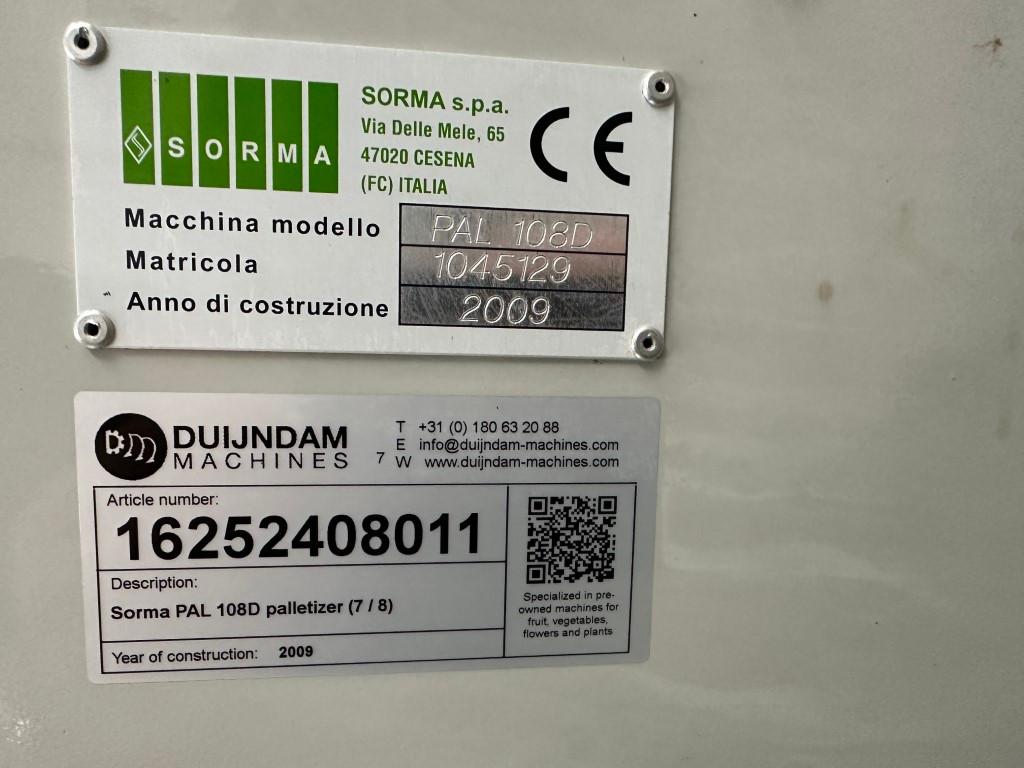 SORMA
SORMA s.p.a.
Via Delle Mele, 65
47020 CESENA
(FC) ITALIA
CE
Macchina modello PAL 108D
Matricola 1045129
Anno di costruzione 2009
DUIJNDAM
MACHINES
T +31 (0) 180 63 20 88
E info@duijndam-machines.com
7 W www.duijndam-machines.com
Article number:
16252408011
Description:
Sorma PAL 108D palletizer (7 / 8)
Year of construction: 2009
Specialized in pre-
owned machines for
fruit, vegetables,
flowers and plants